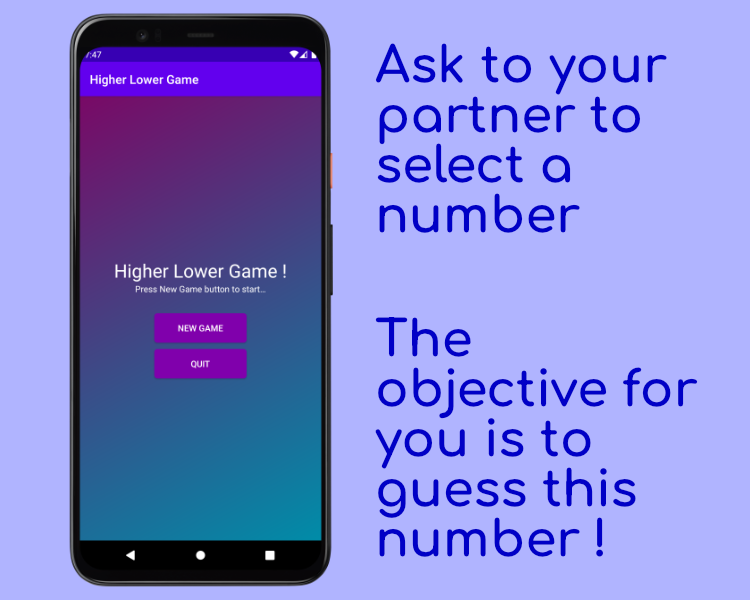 7:47
Higher Lower Game
Higher Lower Game !
Press New Game button to start...
NEW GAME
QUIT
Ask to your
partner to
select a
number
The
objective for
you is to
guess this
number !